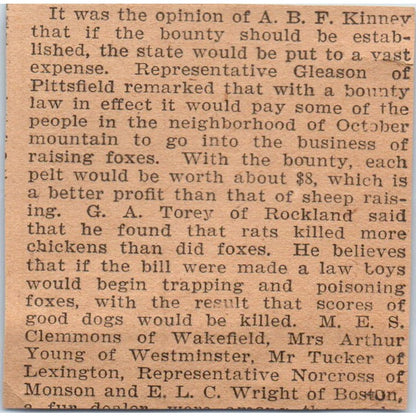 It was the opinion of A. B. F. Kinney
that if the bounty should be estab-
lished, the state would be put to a vast
expense. Representative Gleason of
Pittsfield remarked that with a bounty
law in effect it would pay some of the
people in the neighborhood of October
mountain to go into the business of
raising foxes. With the bounty, each
pelt would be worth about $8, which is
a better profit than that of sheep rais-
ing. G. A. Torey of Rockland said
that he found that rats killed more
chickens than did foxes. He believes
that if the bill were made a law boys
would begin trapping and poisoning
foxes, with the result that scores of
good dogs would be killed. M. E. S.
Clemmons of Wakefield, Mrs Arthur
Young of Westminster, Mr Tucker of
Lexington, Representative Norcross of
Monson and E. L. C. Wright of Boston,
a fur dealer, were